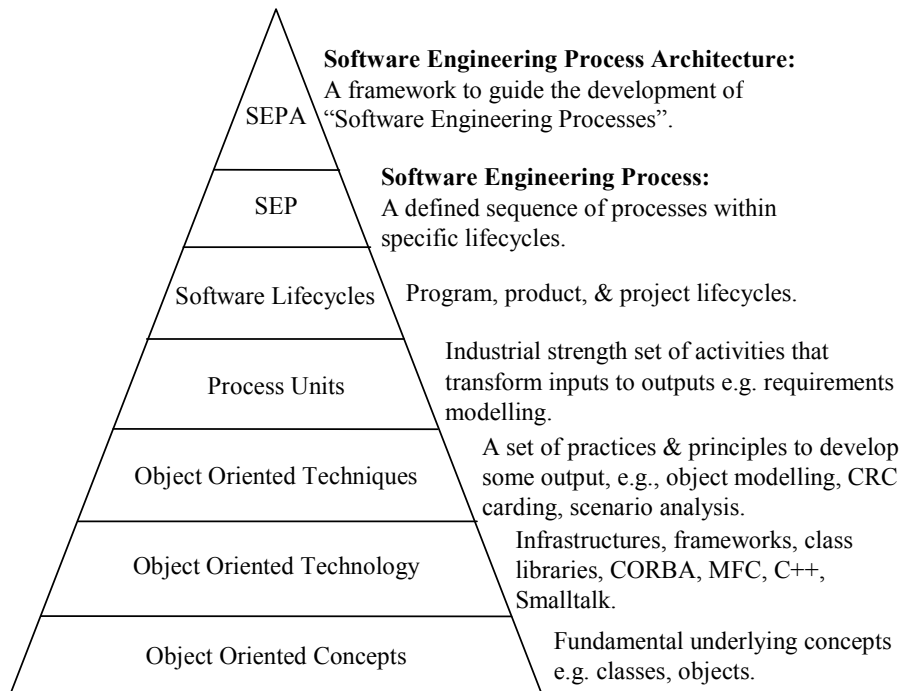 Software Engineering Process Architecture:
A framework to guide the development of
“Software Engineering Processes”.
SEPA
Software Engineering Process:
A defined sequence of processes within
specific lifecycles.
SEP
Software Lifecycles
Program, product, & project lifecycles.
Process Units
Industrial strength set of activities that
transform inputs to outputs e.g. requirements
modelling.
Object Oriented Techniques
A set of practices & principles to develop
some output, e.g., object modelling, CRC
carding, scenario analysis.
Object Oriented Technology
Infrastructures, frameworks, class
libraries, CORBA, MFC, C++,
Smalltalk.
Object Oriented Concepts
Fundamental underlying concepts
e.g. classes, objects.